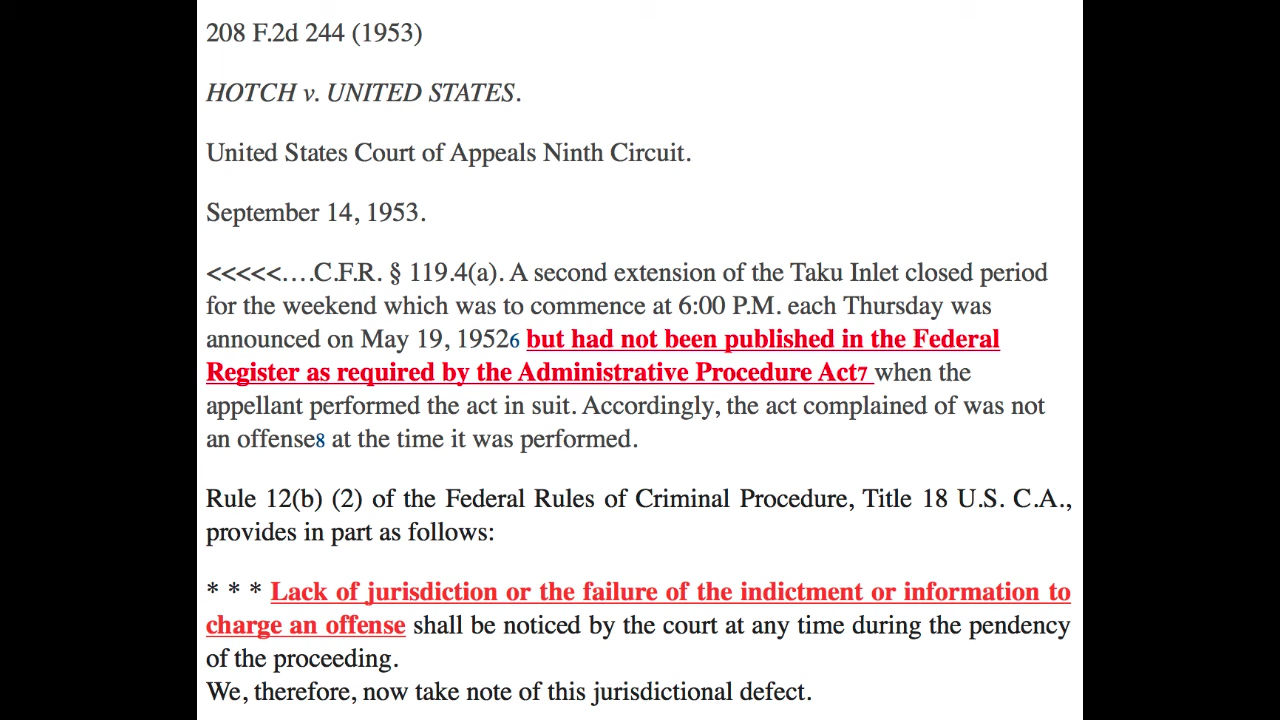 208 F.2d 244 (1953)
HOTCH v. UNITED STATES.
United States Court of Appeals Ninth Circuit.
September 14, 1953.
<<<<<....C.F.R. § 119.4(a). A second extension of the Taku Inlet closed period
for the weekend which was to commence at 6:00 P.M. each Thursday was
announced on May 19, 19526 but had not been published in the Federal
Register as required by the Administrative Procedure Act7 when the
appellant performed the act in suit. Accordingly, the act complained of was not
an offense8 at the time it was performed.
Rule 12(b) (2) of the Federal Rules of Criminal Procedure, Title 18 U.S. C.A.,
provides in part as follows:
* * * Lack of jurisdiction or the failure of the indictment or information to
charge an offense shall be noticed by the court at any time during the pendency
of the proceeding.
We, therefore, now take note of this jurisdictional defect.